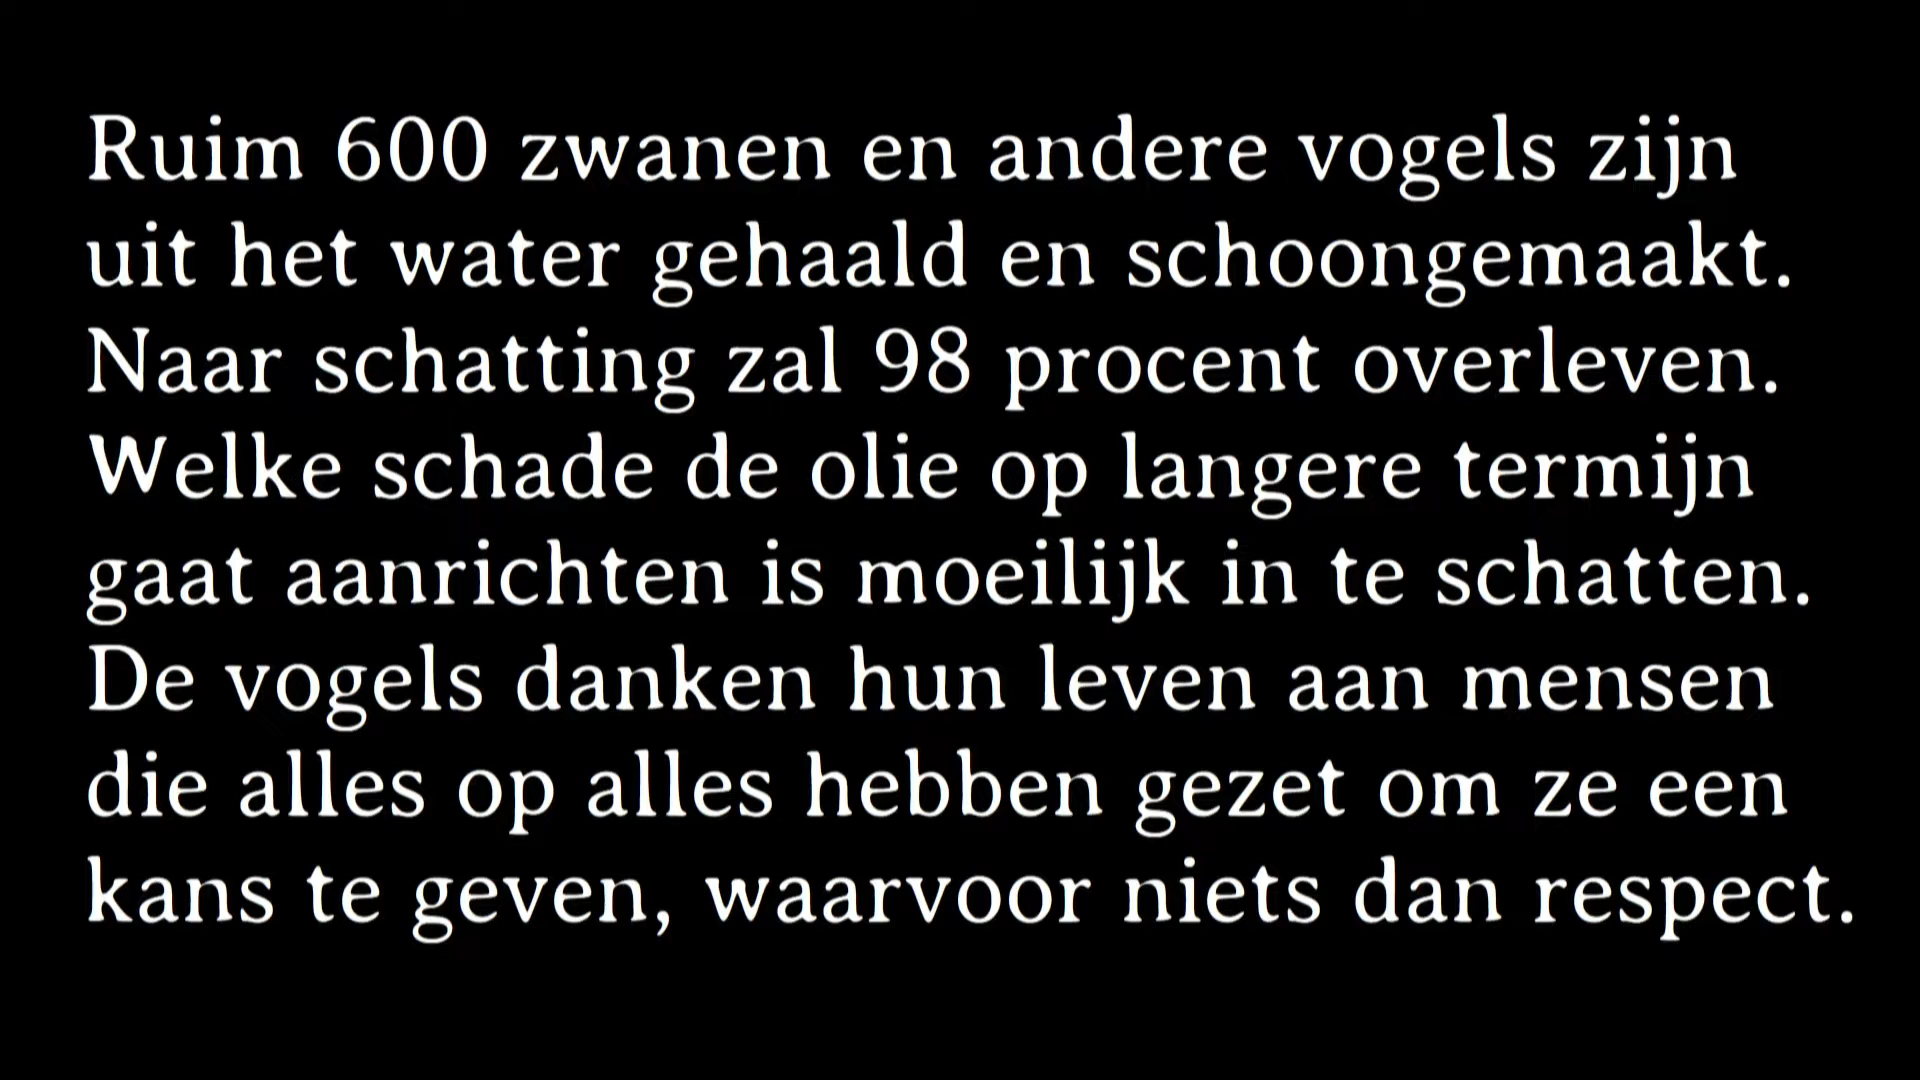 Ruim 600 zwanen en andere vogels zijn
uit het water gehaald en schoongemaakt.
Naar schatting zal 98 procent overleven.
Welke schade de olie op langere termijn
gaat aanrichten is moeilijk in te schatten.
De vogels danken hun leven aan mensen
die alles op alles hebben gezet om ze een
kans te geven, waarvoor niets dan respect.